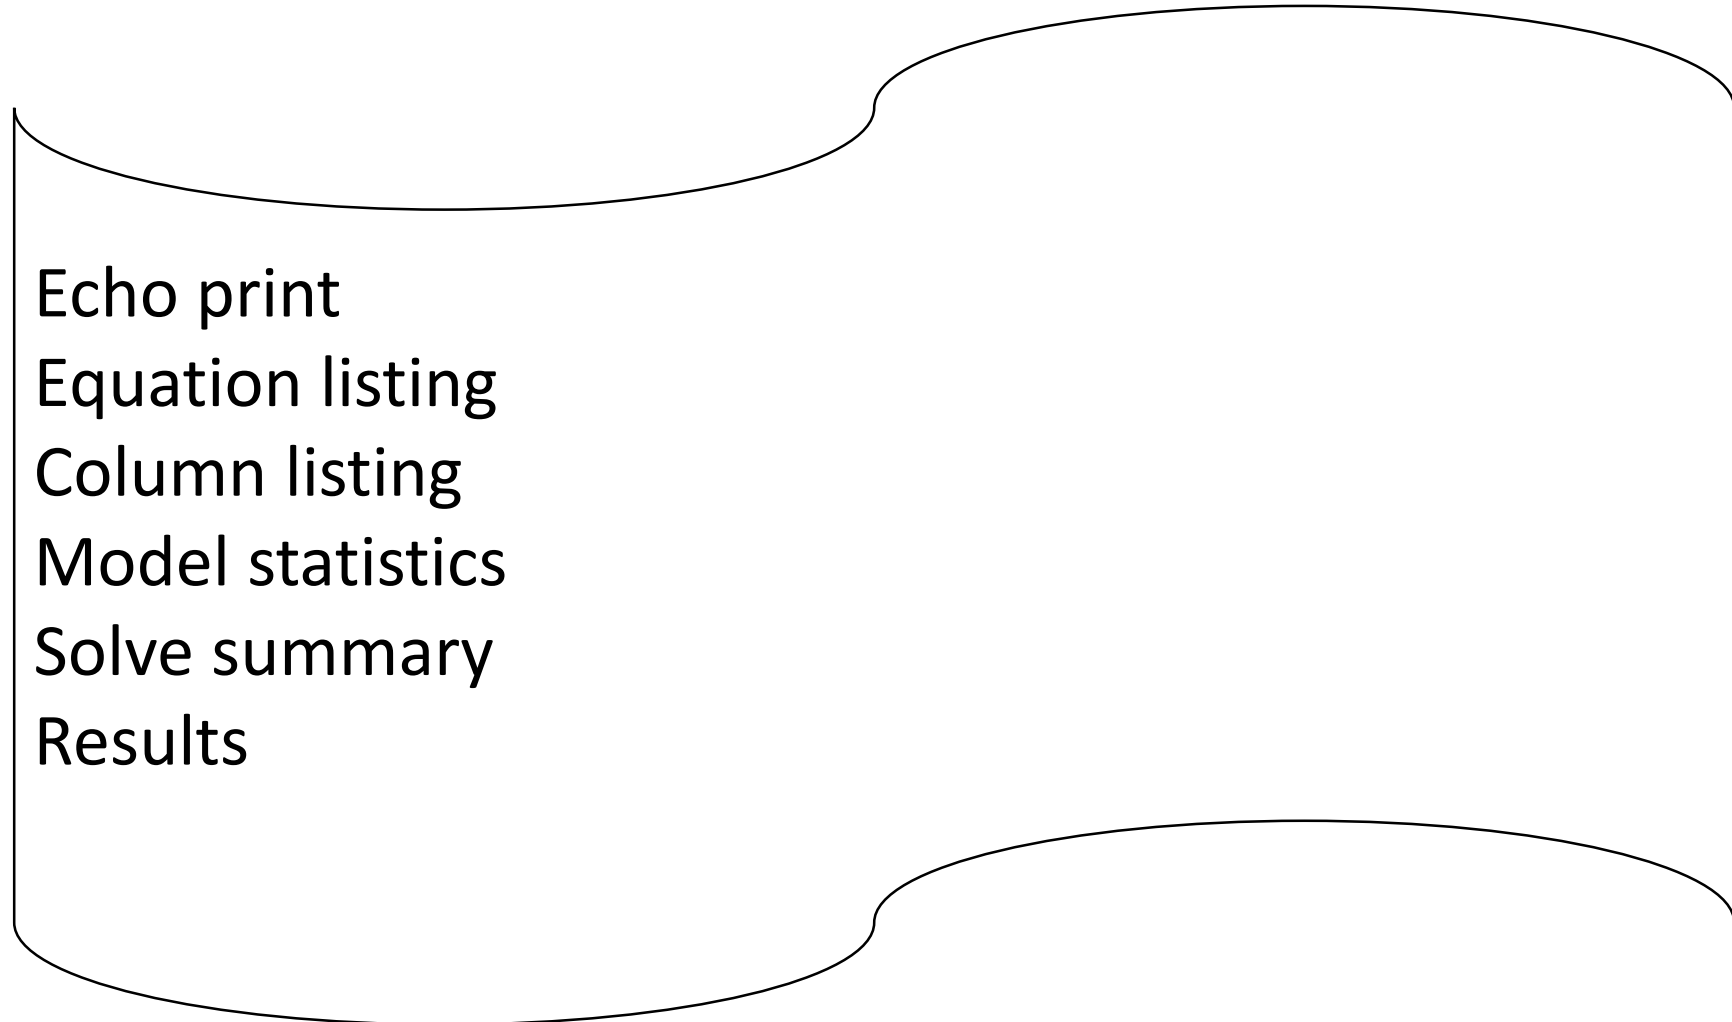 Echo print
Equation listing
Column listing
Model statistics
Solve summary
Results